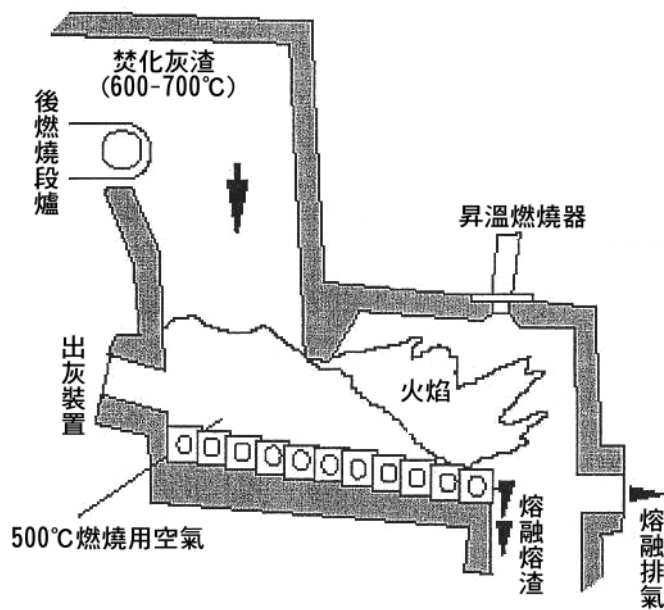 焚化灰渣
(600-700℃)
後燃燒段爐
昇溫燃燒器
出灰裝置
火焰
500℃燃燒用空氣
熔融熔渣
熔融排氣